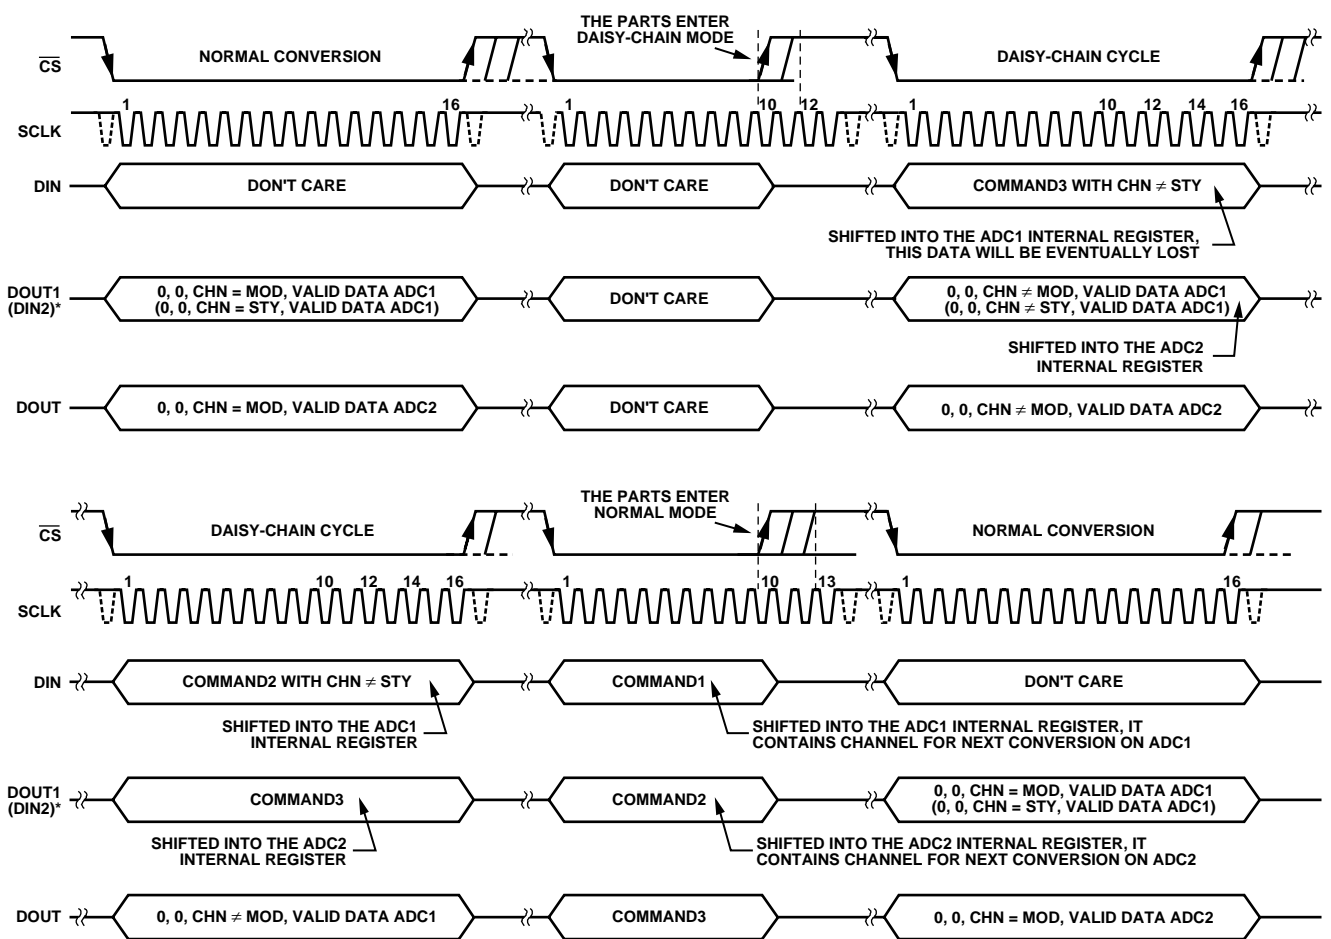 THE PARTS ENTER
DAISY-CHAIN MODE
CS
NORMAL CONVERSION
DAISY-CHAIN CYCLE
SCLK
1
16
1
10
12
1
10
12
14
16
DIN
DON'T CARE
DON'T CARE
COMMAND3 WITH CHN ≠ STY
SHIFTED INTO THE ADC1 INTERNAL REGISTER,
THIS DATA WILL BE EVENTUALLY LOST
DOUT1
(DIN2)*
0, 0, CHN = MOD, VALID DATA ADC1
(0, 0, CHN = STY, VALID DATA ADC1)
DON'T CARE
0, 0, CHN ≠ MOD, VALID DATA ADC1
(0, 0, CHN ≠ STY, VALID DATA ADC1)
SHIFTED INTO THE ADC2
INTERNAL REGISTER
DOUT
0, 0, CHN = MOD, VALID DATA ADC2
DON'T CARE
0, 0, CHN ≠ MOD, VALID DATA ADC2
THE PARTS ENTER
NORMAL MODE
CS
DAISY-CHAIN CYCLE
NORMAL CONVERSION
SCLK
1
10
12
14
16
1
10
13
1
16
DIN
COMMAND2 WITH CHN ≠ STY
COMMAND1
DON'T CARE
SHIFTED INTO THE ADC1
INTERNAL REGISTER
SHIFTED INTO THE ADC1 INTERNAL REGISTER, IT
CONTAINS CHANNEL FOR NEXT CONVERSION ON ADC1
DOUT1
(DIN2)*
COMMAND3
COMMAND2
0, 0, CHN = MOD, VALID DATA ADC1
(0, 0, CHN = STY, VALID DATA ADC1)
SHIFTED INTO THE ADC2
INTERNAL REGISTER
SHIFTED INTO THE ADC2 INTERNAL REGISTER, IT
CONTAINS CHANNEL FOR NEXT CONVERSION ON ADC2
DOUT
0, 0, CHN ≠ MOD, VALID DATA ADC1
COMMAND3
0, 0, CHN = MOD, VALID DATA ADC2